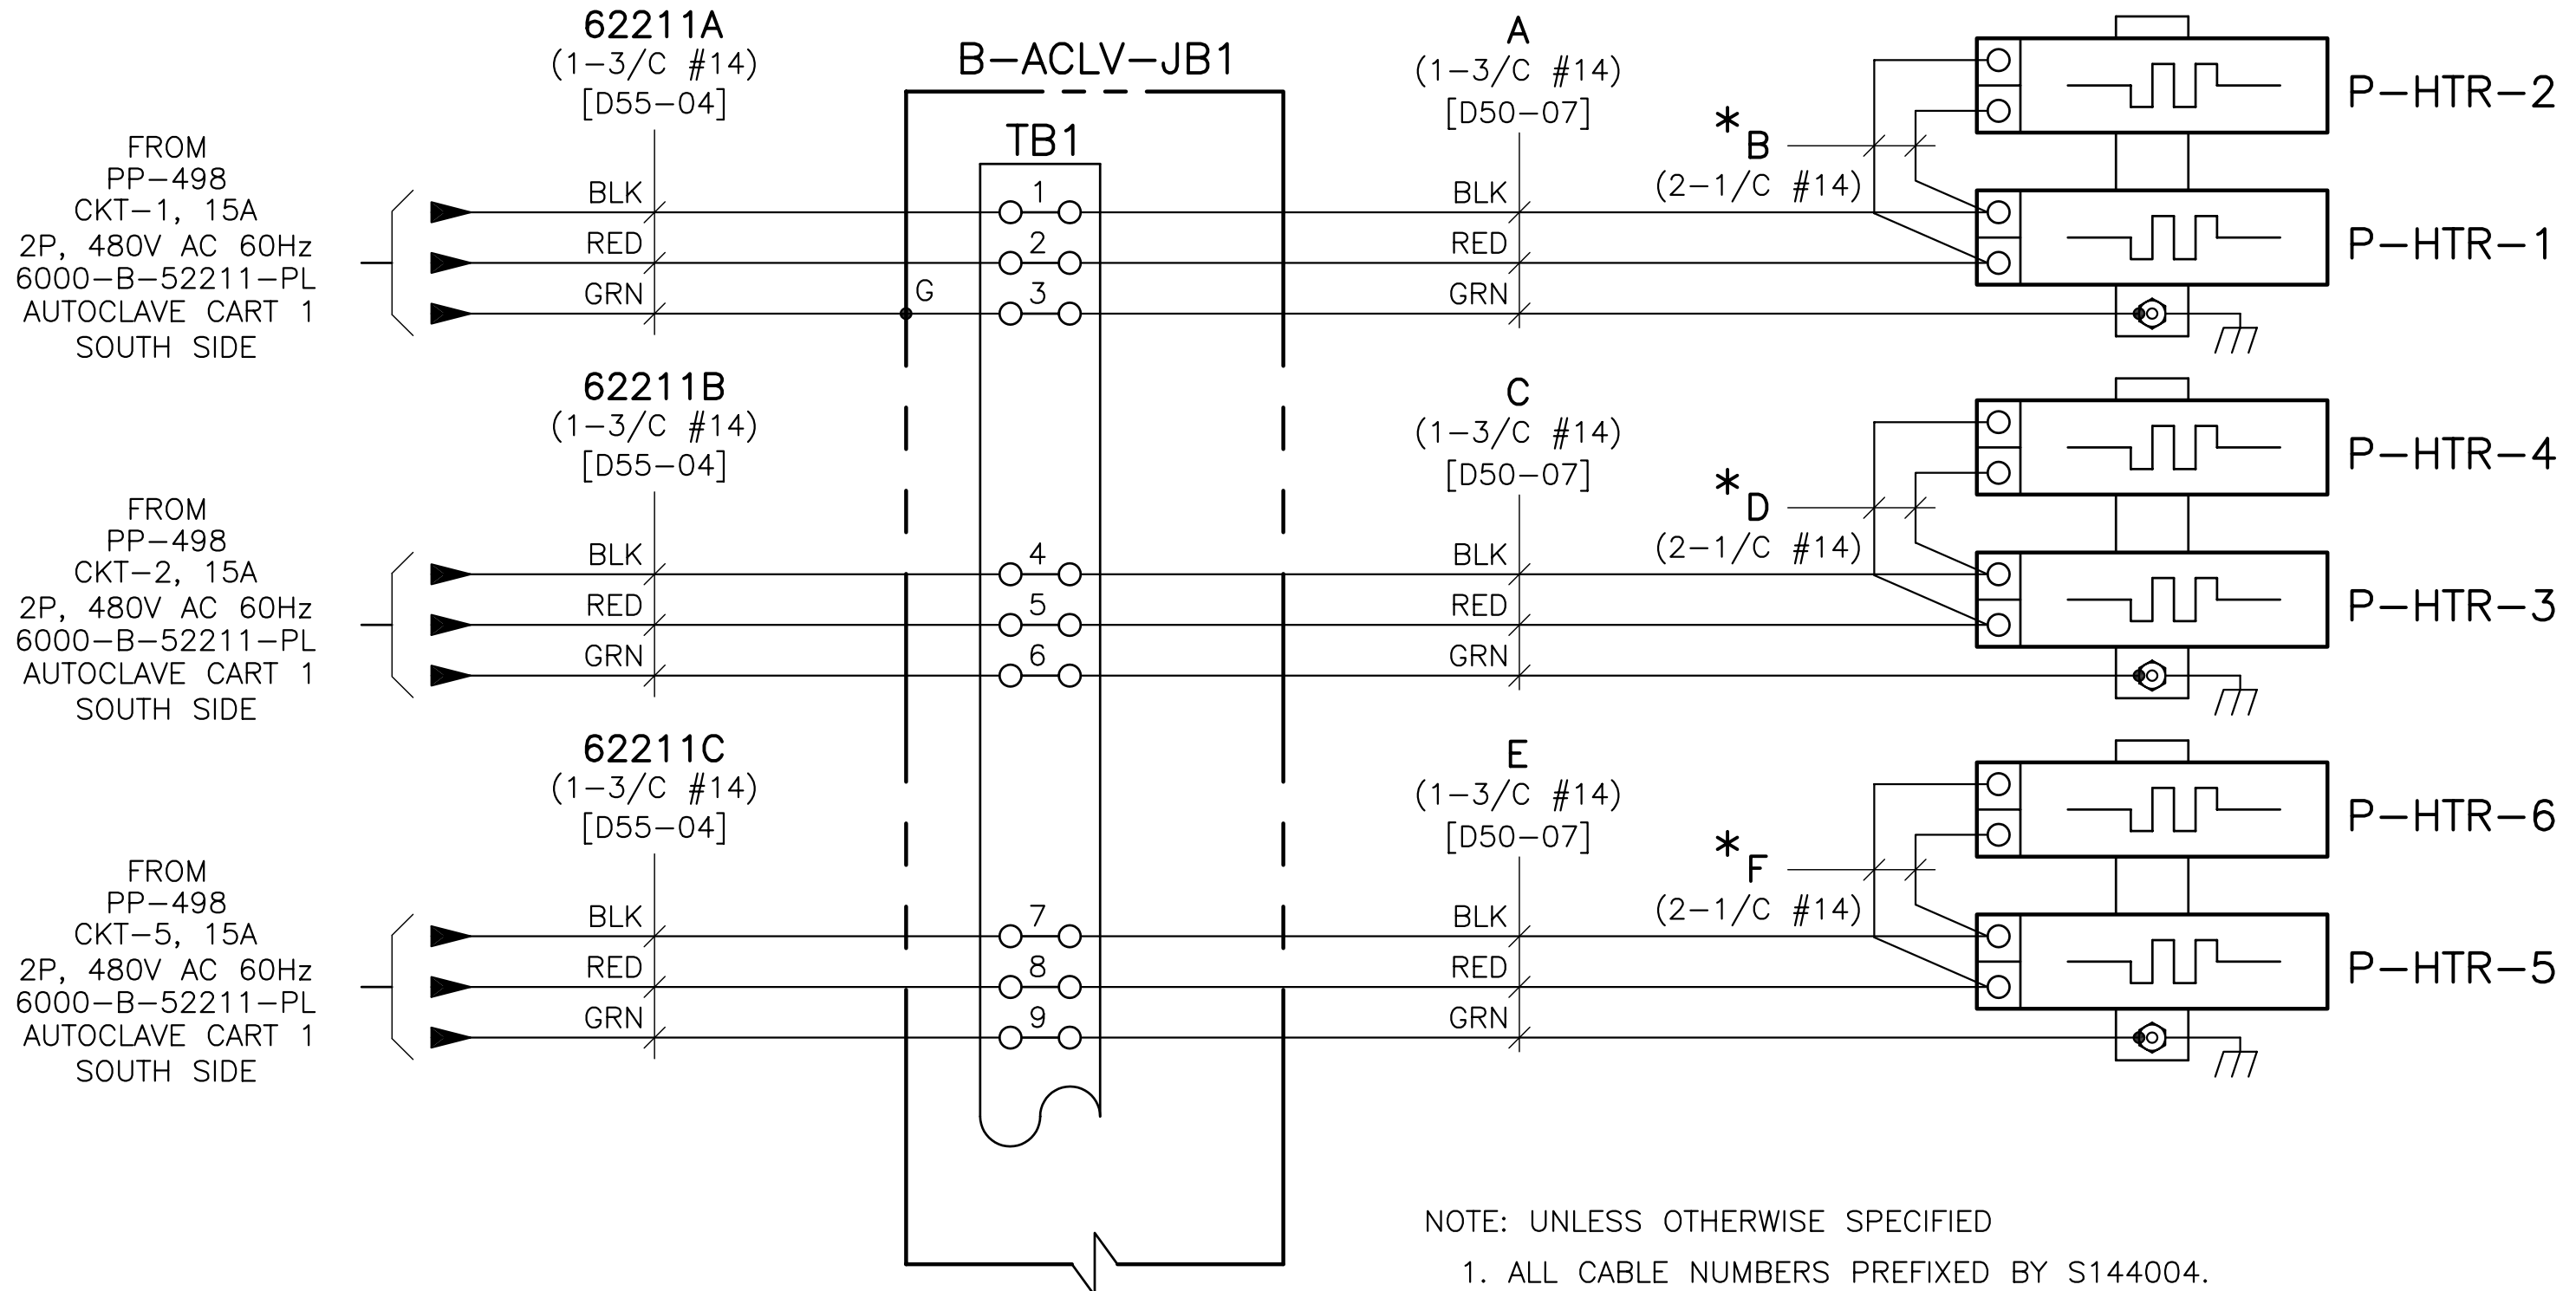 62211A
(1-3/C #14)
[D55-04]
B-ACLV-JB1
TB1
A
(1-3/C #14)
[D50-07]
*B
(2-1/C #14)
P-HTR-2
P-HTR-1
FROM
PP-498
CKT-1, 15A
2P, 480V AC 60Hz
6000-B-52211-PL
AUTOCLAVE CART 1
SOUTH SIDE
BLK
RED
GRN
G
1
2
3
BLK
RED
GRN
62211B
(1-3/C #14)
[D55-04]
C
(1-3/C #14)
[D50-07]
*D
(2-1/C #14)
P-HTR-4
P-HTR-3
FROM
PP-498
CKT-2, 15A
2P, 480V AC 60Hz
6000-B-52211-PL
AUTOCLAVE CART 1
SOUTH SIDE
BLK
RED
GRN
4
5
6
BLK
RED
GRN
62211C
(1-3/C #14)
[D55-04]
E
(1-3/C #14)
[D50-07]
*F
(2-1/C #14)
P-HTR-6
P-HTR-5
FROM
PP-498
CKT-5, 15A
2P, 480V AC 60Hz
6000-B-52211-PL
AUTOCLAVE CART 1
SOUTH SIDE
BLK
RED
GRN
7
8
9
BLK
RED
GRN
NOTE: UNLESS OTHERWISE SPECIFIED
1. ALL CABLE NUMBERS PREFIXED BY S144004.